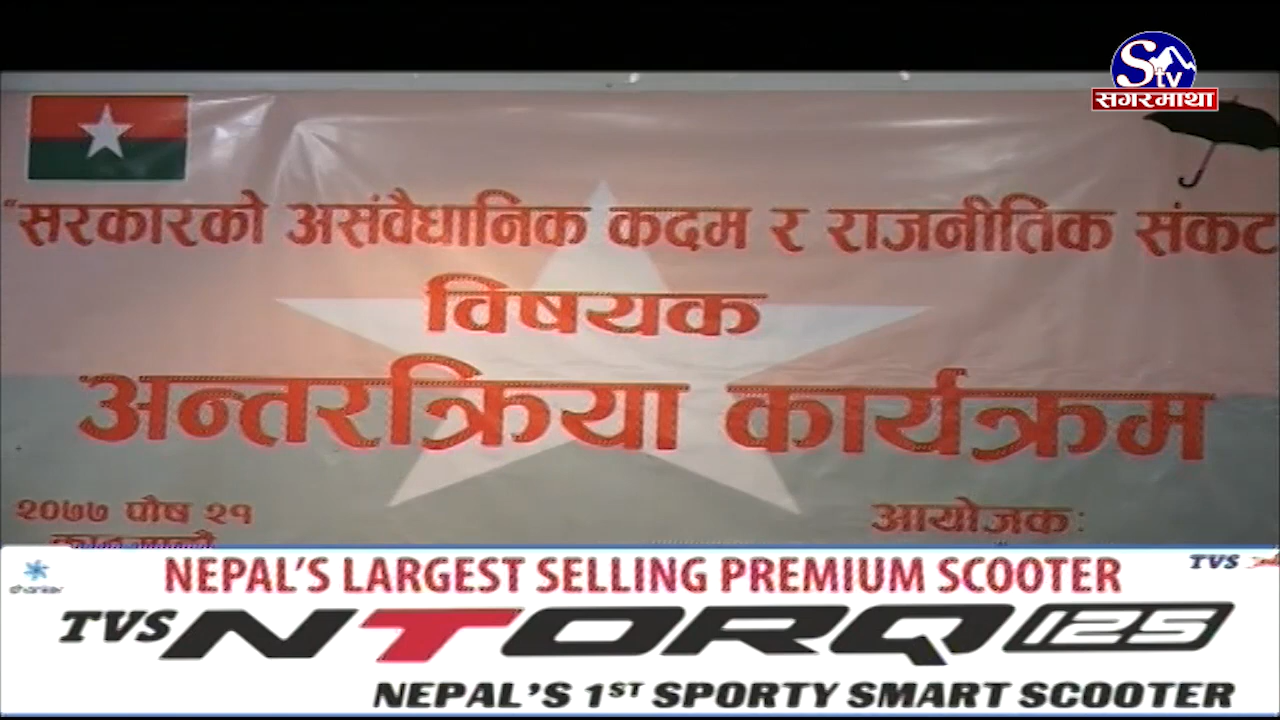 S tv
सगरमाथा
"सरकारको असंवैधानिक कदम र राजनीतिक संकट
विषयक
अन्तरक्रिया कार्यक्रम
२०७७ पौष २१
आयोजक:
NEPAL'S LARGEST SELLING PREMIUM SCOOTER
TVS
TVS NTORQ 125
NEPAL'S 1ST SPORTY SMART SCOOTER